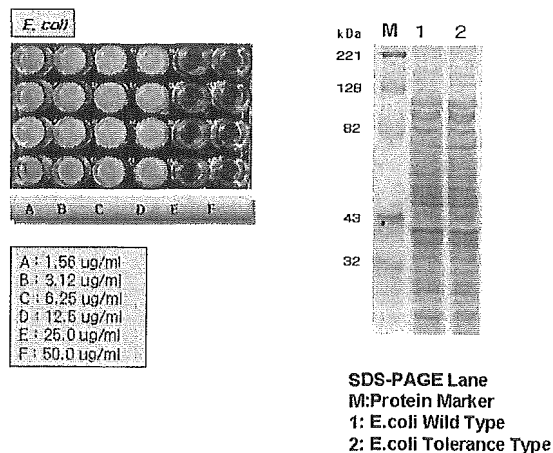 E. coli
A B C D E F
A : 1.56 ug/ml
B : 3.12 ug/ml
C : 6.25 ug/ml
D : 12.5 ug/ml
E : 25.0 ug/ml
F : 50.0 ug/ml
kDa M 1 2
221
128
82
43
32
SDS-PAGE Lane
M:Protein Marker
1: E.coli Wild Type
2: E.coli Tolerance Type